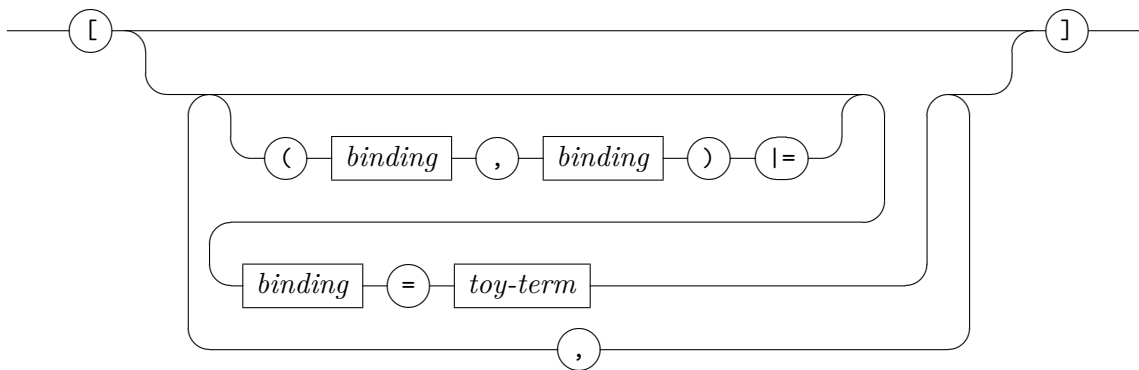 [ ]
( binding , binding ) |=
binding = toy-term
,